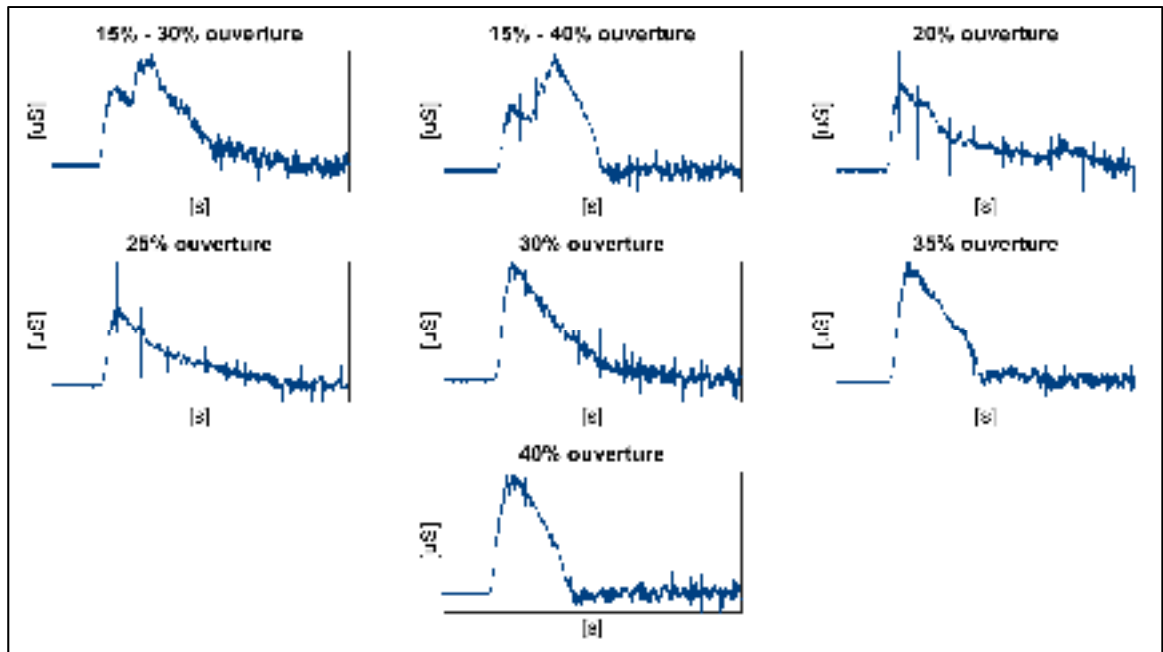 15% - 30% ouverture
15% - 40% ouverture
20% ouverture
[uS]
[uS]
[uS]
[s]
[s]
[s]
25% ouverture
30% ouverture
35% ouverture
[uS]
[uS]
[uS]
[s]
[s]
[s]
40% ouverture
[uS]
[s]